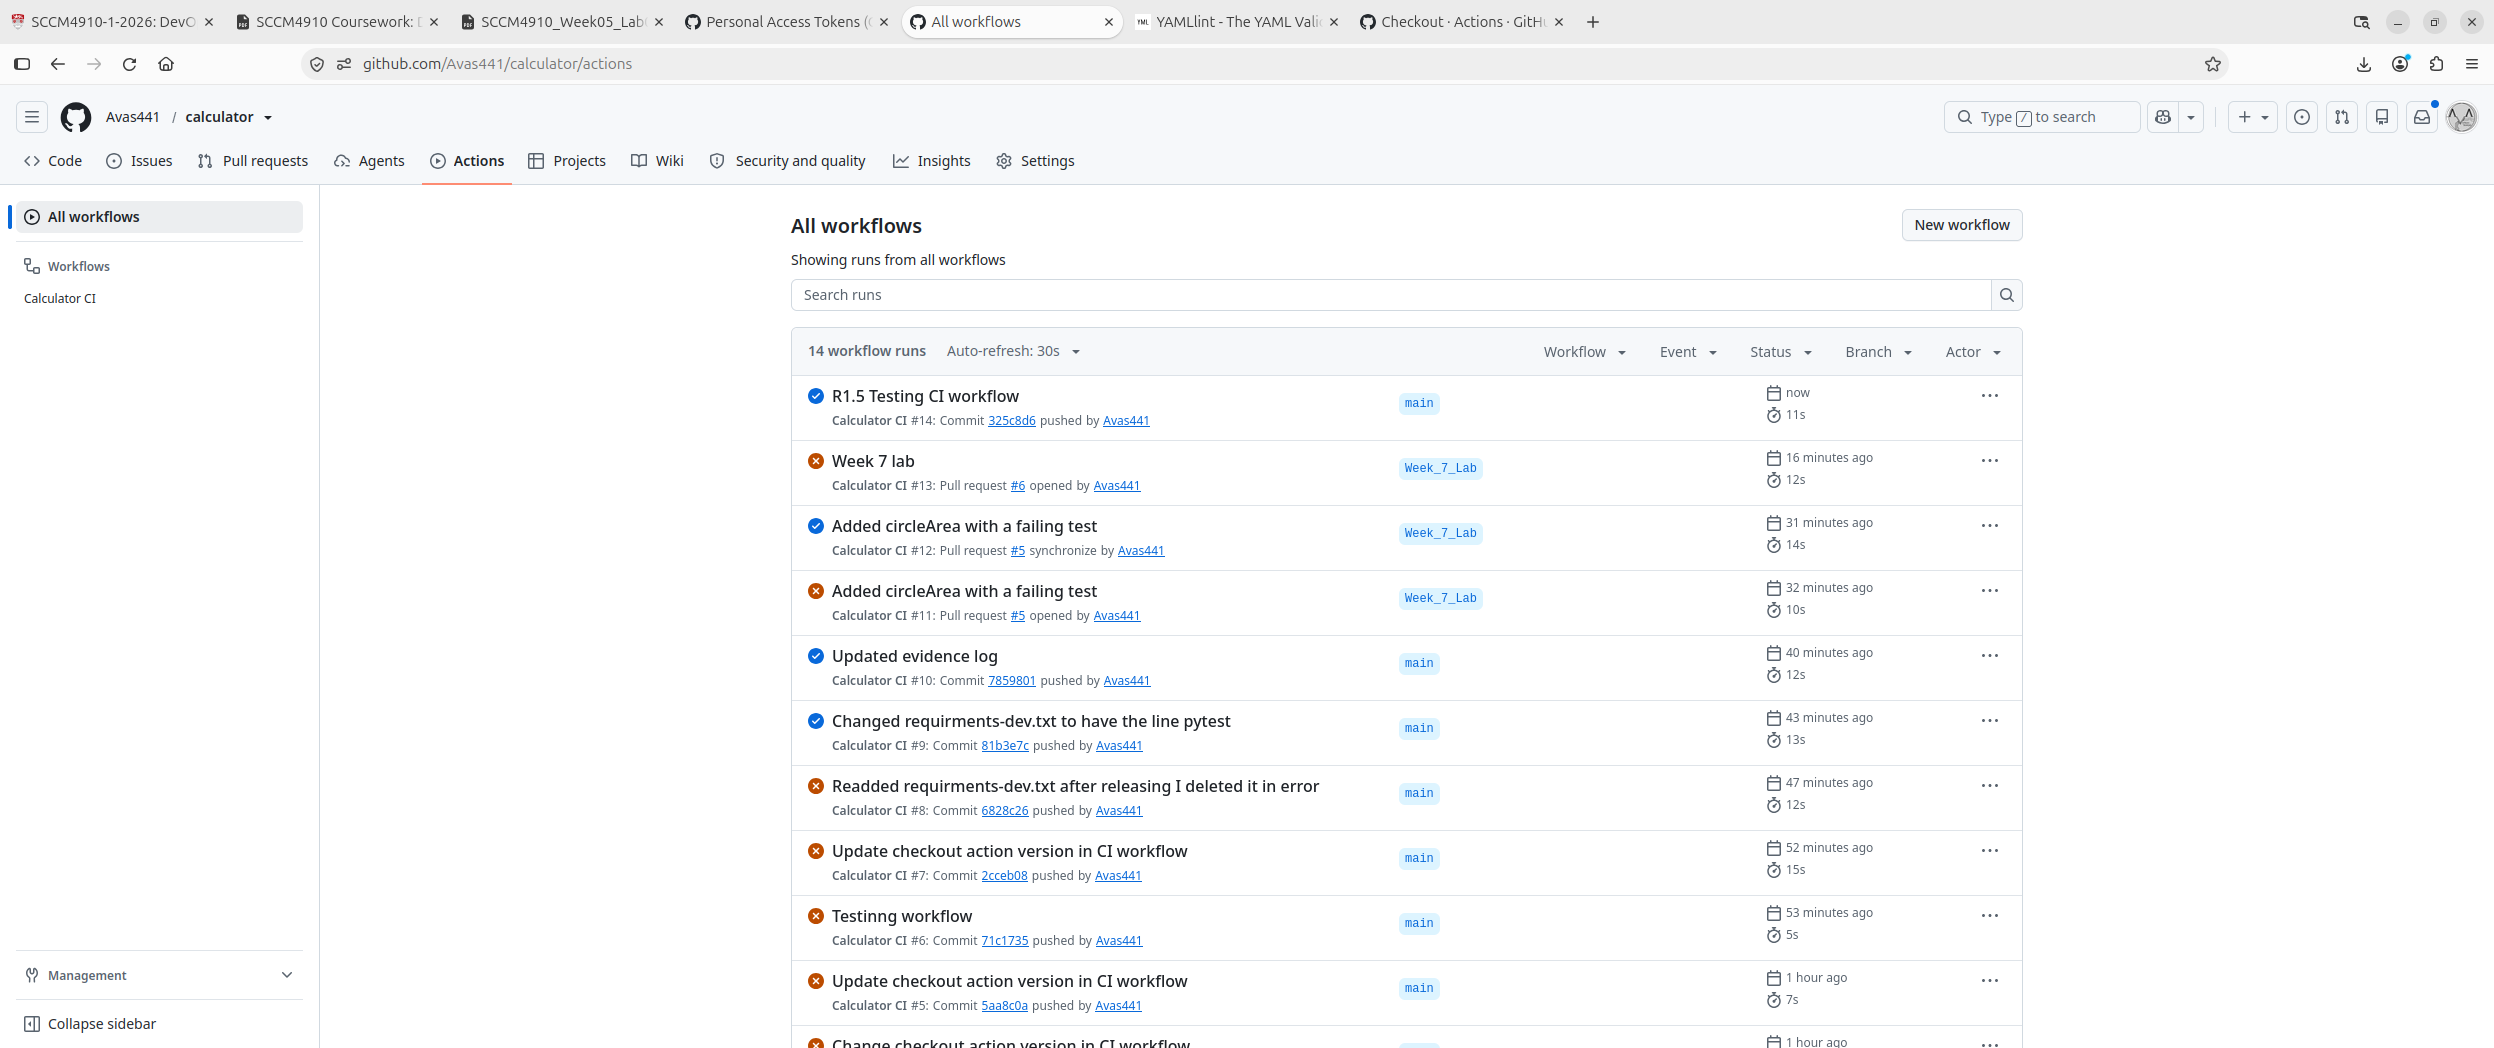 SCCM4910-1-2026: DevO
SCCM4910 Coursework: D
SCCM4910_Week05_Lab
Personal Access Tokens (
All workflows
YAMLlint - The YAML Vali
Checkout · Actions · GitH
github.com/Avas441/calculator/actions
Avas441 / calculator
Type / to search
Code
Issues
Pull requests
Agents
Actions
Projects
Wiki
Security and quality
Insights
Settings
All workflows
Workflows
Calculator CI
Management
Collapse sidebar
All workflows
New workflow
Showing runs from all workflows
Search runs
14 workflow runs Auto-refresh: 30s Workflow Event Status Branch Actor
R1.5 Testing CI workflow
Calculator CI #14: Commit 325c8d6 pushed by Avas441
main
now
11s
Week 7 lab
Calculator CI #13: Pull request #6 opened by Avas441
Week_7_Lab
16 minutes ago
12s
Added circleArea with a failing test
Calculator CI #12: Pull request #5 synchronize by Avas441
Week_7_Lab
31 minutes ago
14s
Added circleArea with a failing test
Calculator CI #11: Pull request #5 opened by Avas441
Week_7_Lab
32 minutes ago
10s
Updated evidence log
Calculator CI #10: Commit 7859801 pushed by Avas441
main
40 minutes ago
12s
Changed requirments-dev.txt to have the line pytest
Calculator CI #9: Commit 81b3e7c pushed by Avas441
main
43 minutes ago
13s
Readded requirments-dev.txt after releasing I deleted it in error
Calculator CI #8: Commit 6828c26 pushed by Avas441
main
47 minutes ago
12s
Update checkout action version in CI workflow
Calculator CI #7: Commit 2cceb08 pushed by Avas441
main
52 minutes ago
15s
Testinng workflow
Calculator CI #6: Commit 71c1735 pushed by Avas441
main
53 minutes ago
5s
Update checkout action version in CI workflow
Calculator CI #5: Commit 5aa8c0a pushed by Avas441
main
1 hour ago
7s
Change checkout action version in CI workflow
1 hour ago